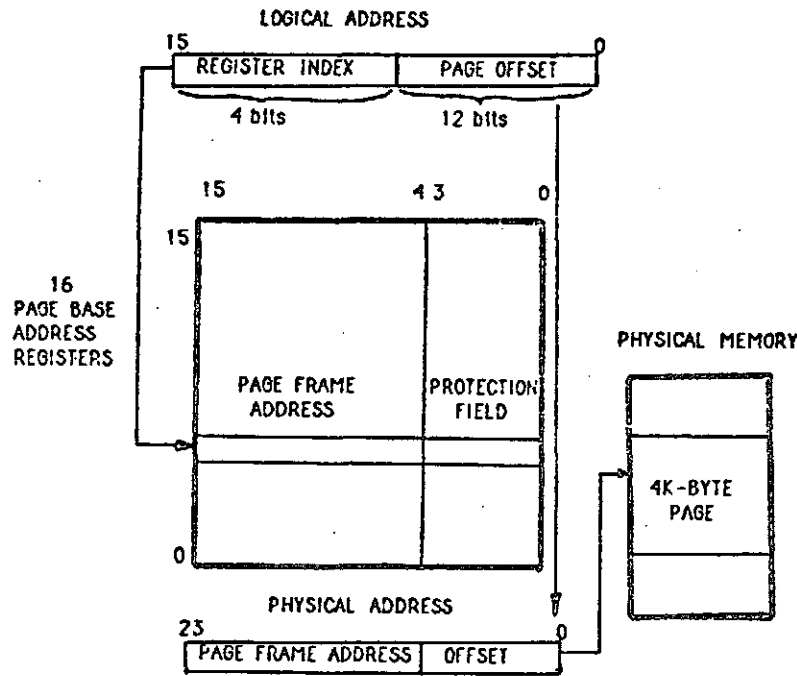 LOGICAL ADDRESS
15 0
REGISTER INDEX PAGE OFFSET
4 bits 12 bits
15 4 3 0
15
16
PAGE BASE
ADDRESS
REGISTERS
PHYSICAL MEMORY
PAGE FRAME
ADDRESS
PROTECTION
FIELD
4K-BYTE
PAGE
0
PHYSICAL ADDRESS
23 0
PAGE FRAME ADDRESS OFFSET